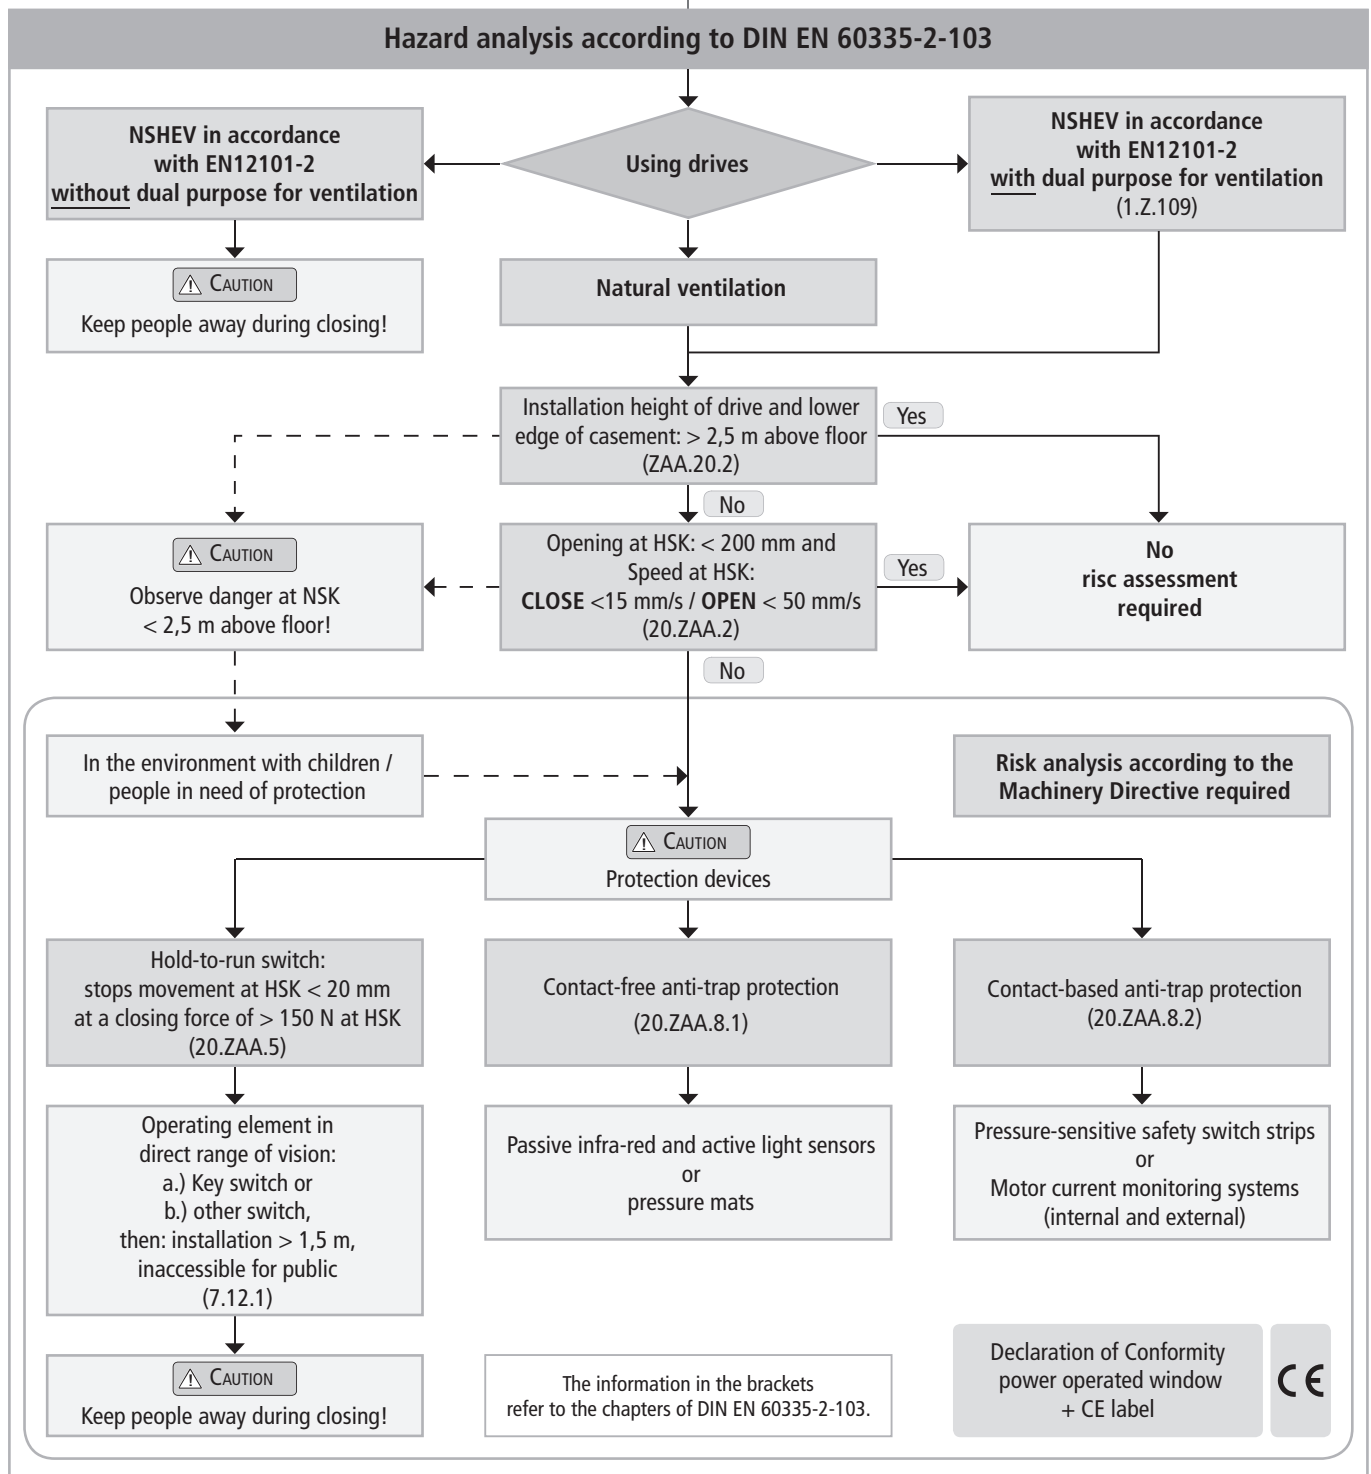 Hazard analysis according to DIN EN 60335-2-103
NSHEV in accordance
with EN12101-2
without dual purpose for ventilation
Using drives
NSHEV in accordance
with EN12101-2
with dual purpose for ventilation
(1.Z.109)
CAUTION
Keep people away during closing!
Natural ventilation
Installation height of drive and lower
edge of casement: > 2,5 m above floor
(ZAA.20.2)
Yes
No
CAUTION
Observe danger at NSK
< 2,5 m above floor!
Opening at HSK: < 200 mm and
Speed at HSK:
CLOSE <15 mm/s / OPEN < 50 mm/s
(20.ZAA.2)
Yes
No
risc assessment
required
No
In the environment with children /
people in need of protection
Risk analysis according to the
Machinery Directive required
CAUTION
Protection devices
Hold-to-run switch:
stops movement at HSK < 20 mm
at a closing force of > 150 N at HSK
(20.ZAA.5)
Contact-free anti-trap protection
(20.ZAA.8.1)
Contact-based anti-trap protection
(20.ZAA.8.2)
Operating element in
direct range of vision:
a.) Key switch or
b.) other switch,
then: installation > 1,5 m,
inaccessible for public
(7.12.1)
Passive infra-red and active light sensors
or
pressure mats
Pressure-sensitive safety switch strips
or
Motor current monitoring systems
(internal and external)
CAUTION
Keep people away during closing!
The information in the brackets
refer to the chapters of DIN EN 60335-2-103.
Declaration of Conformity
power operated window
+ CE label
CE